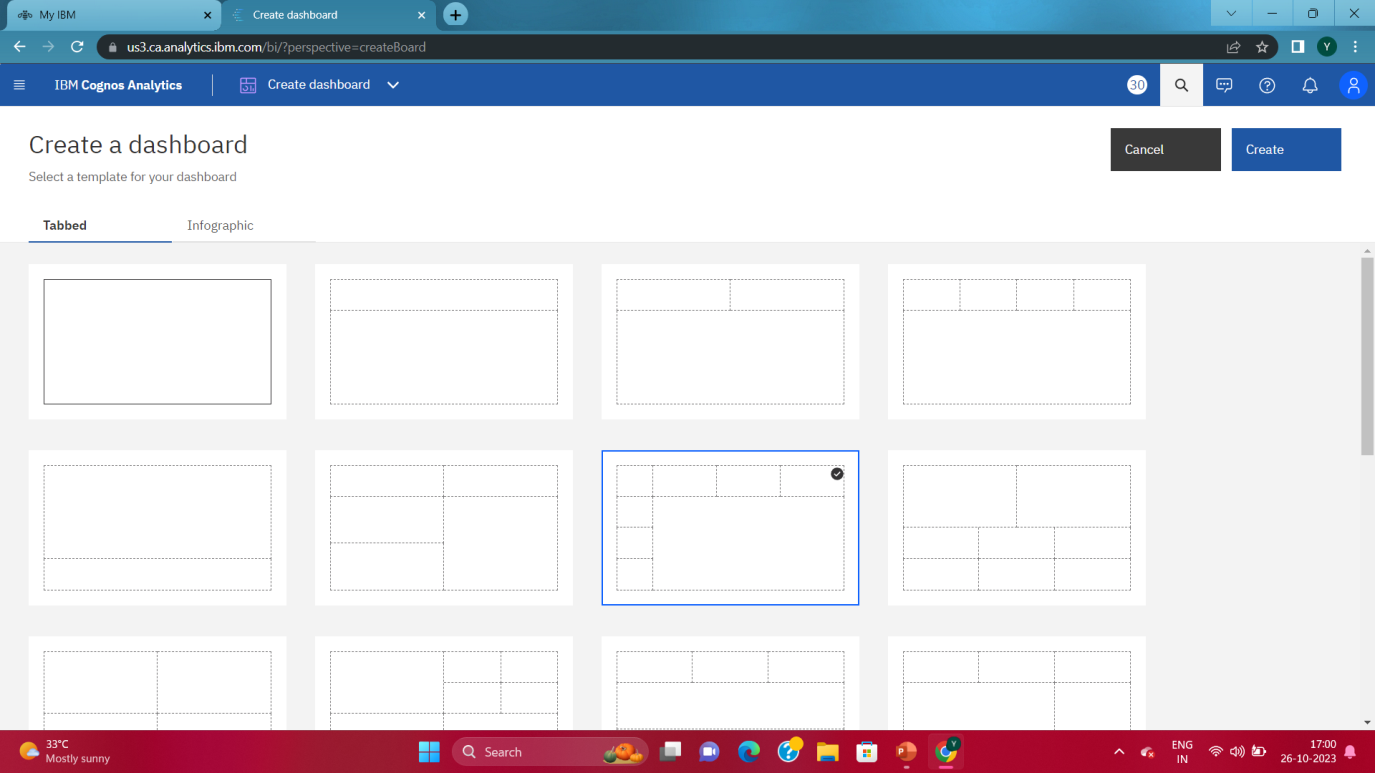 My IBM
Create dashboard
us3.ca.analytics.ibm.com/bi/?perspective=createBoard
Y
IBM Cognos Analytics
Create dashboard
30
Create a dashboard
Select a template for your dashboard
Cancel
Create
Tabbed
Infographic
33°C
Mostly sunny
Search
P
Y
ENG
IN
17:00
26-10-2023